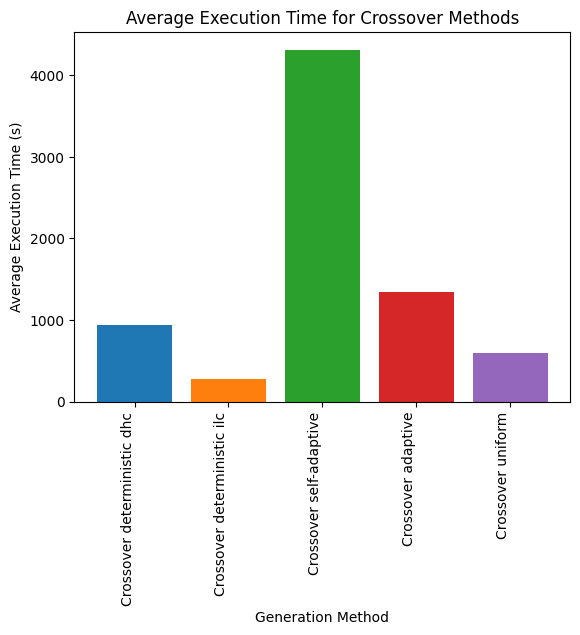 Average Execution Time for Crossover Methods
Average Execution Time (s)
4000
3000
2000
1000
0
Crossover deterministic dhc
Crossover deterministic ilc
Crossover self-adaptive
Crossover adaptive
Crossover uniform
Generation Method